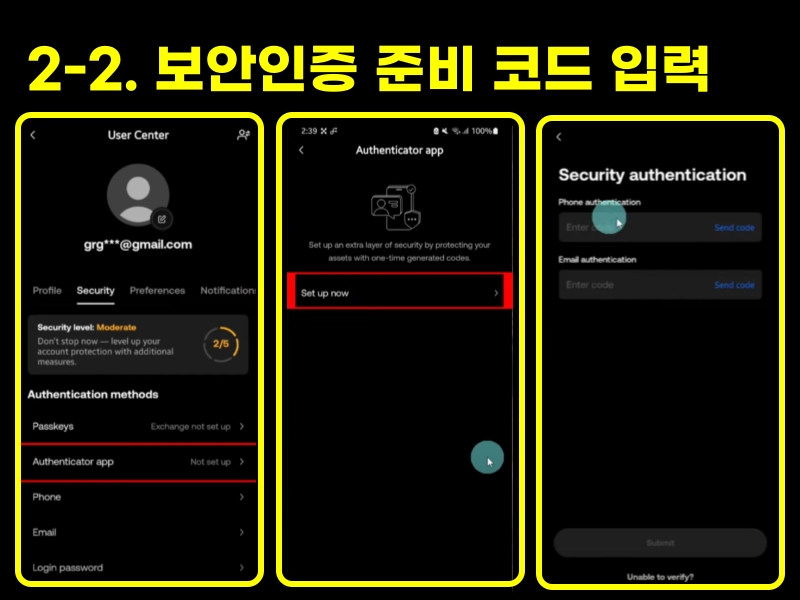 2-2. 보안인증 준비 코드 입력
User Center
grg***@gmail.com
Profile Security Preferences Notification
Security level: Moderate
Don't stop now — level up your
account protection with additional
measures.
2/5
Authentication methods
Passkeys Exchange not set up
Authenticator app Not set up
Phone
Email
Login password
2:39 100%
Authenticator app
Set up an extra layer of security by protecting your
assets with one-time generated codes.
Set up now
Security authentication
Phone authentication
Enter Send code
Email authentication
Enter code Send code
Submit
Unable to verify?